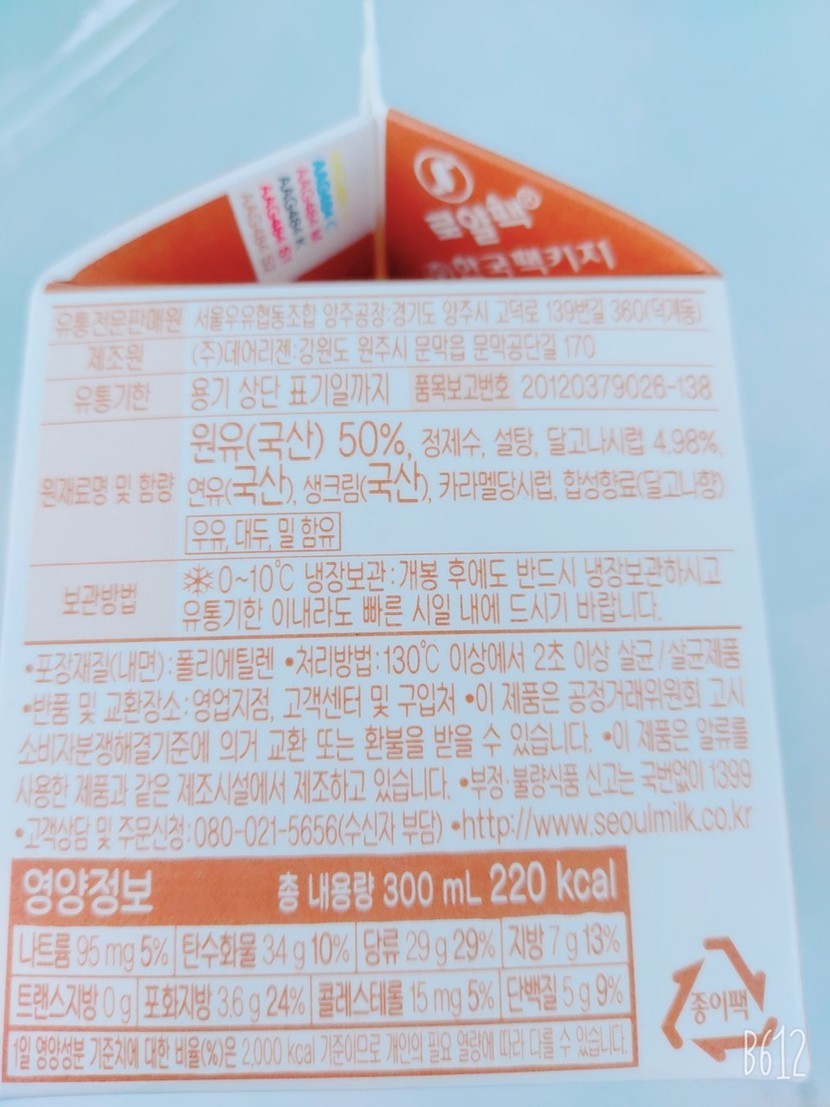 AAG484 C
AAG484 M
AAG484 K
로얄팩®
한국팩키지
유통전문판매원 서울우유협동조합 양주공장:경기도 양주시 고덕로 139번길 360(덕계동)
제조원 (주)데어리젠:강원도 원주시 문막읍 문막공단길 170
유통기한 용기 상단 표기일까지 품목보고번호 20120379026-138
원재료명 및 함량 원유(국산) 50%, 정제수, 설탕, 달고나시럽 4.98%,
연유(국산), 생크림(국산), 카라멜당시럽, 합성향료(달고나향)
우유, 대두, 밀 함유
보관방법 0~10℃ 냉장보관:개봉 후에도 반드시 냉장보관하시고
유통기한 이내라도 빠른 시일 내에 드시기 바랍니다.
•포장재질(내면):폴리에틸렌 •처리방법:130℃ 이상에서 2초 이상 살균/살균제품
•반품 및 교환장소:영업지점, 고객센터 및 구입처 •이 제품은 공정거래위원회 고시
소비자분쟁해결기준에 의거 교환 또는 환불을 받을 수 있습니다. •이 제품은 알류를
사용한 제품과 같은 제조시설에서 제조하고 있습니다. •부정·불량식품 신고는 국번없이 1399
•고객상담 및 주문신청:080-021-5656(수신자 부담) •http://www.seoulmilk.co.kr
영양정보 총 내용량 300 mL 220 kcal
나트륨 95 mg 5% 탄수화물 34 g 10% 당류 29 g 29% 지방 7 g 13%
트랜스지방 0 g 포화지방 3.6 g 24% 콜레스테롤 15 mg 5% 단백질 5 g 9%
1일 영양성분 기준치에 대한 비율(%)은 2,000 kcal 기준이므로 개인의 필요 열량에 따라 다를 수 있습니다.
종이팩
B612